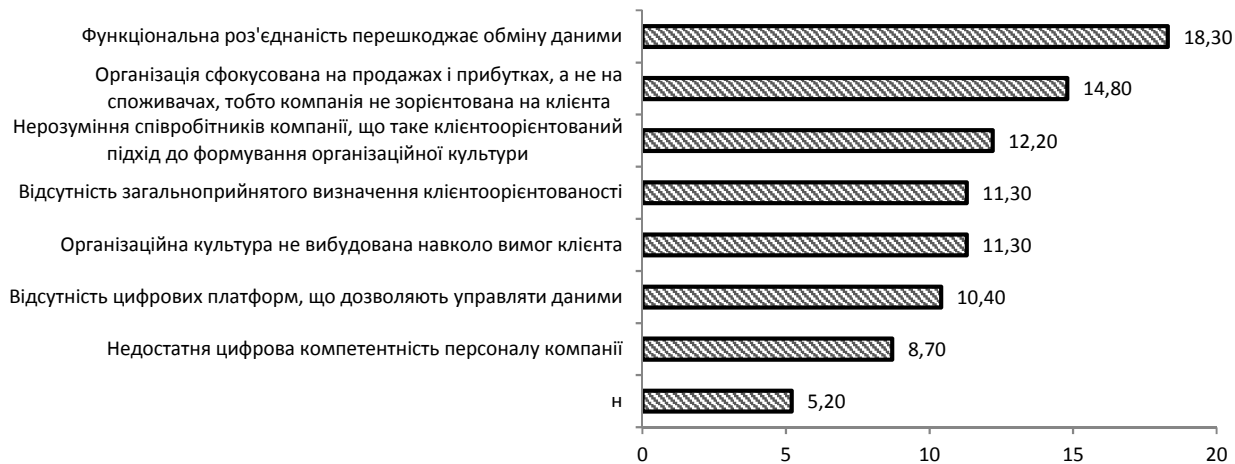 Функціональна роз'єднаність перешкоджає обміну даними
18,30
Організація сфокусована на продажах і прибутках, а не на
споживачах, тобто компанія не зорієнтована на клієнта
14,80
Нерозуміння співробітників компанії, що таке клієнтоорієнтований
підхід до формування організаційної культури
12,20
Відсутність загальноприйнятого визначення клієнтоорієнтованості
11,30
Організаційна культура не вибудована навколо вимог клієнта
11,30
Відсутність цифрових платформ, що дозволяють управляти даними
10,40
Недостатня цифрова компетентність персоналу компанії
8,70
н
5,20
0 5 10 15 20